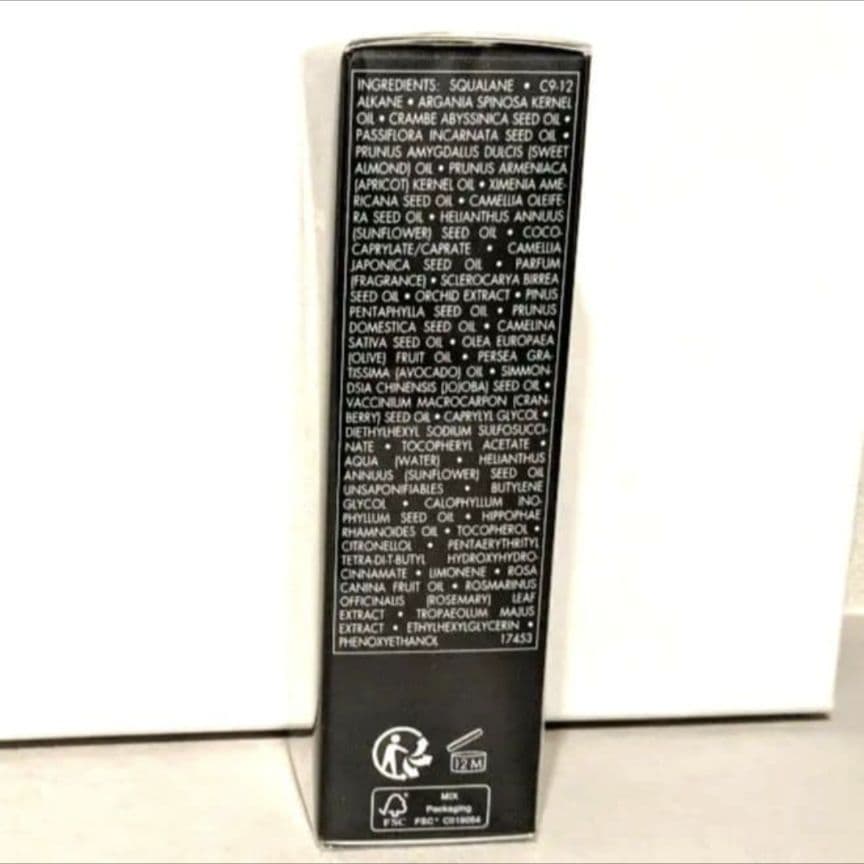 INGREDIENTS: SQUALANE • C9-12
ALKANE • ARGANIA SPINOSA KERNEL
OIL • CRAMBE ABYSSINICA SEED OIL •
PASSIFLORA INCARNATA SEED OIL •
PRUNUS AMYGDALUS DULCIS (SWEET
ALMOND) OIL • PRUNUS ARMENIACA
(APRICOT) KERNEL OIL • XIMENIA AME-
RICANA SEED OIL • CAMELLIA OLEIFE-
RA SEED OIL • HELIANTHUS ANNUUS
(SUNFLOWER) SEED OIL • COCO-
CAPRYLATE/CAPRATE • CAMELLIA
JAPONICA SEED OIL • PARFUM
(FRAGRANCE) • SCLEROCARYA BIRREA
SEED OIL • ORCHID EXTRACT • PINUS
PENTAPHYLLA SEED OIL • PRUNUS
DOMESTICA SEED OIL • CAMELINA
SATIVA SEED OIL • OLEA EUROPAEA
(OLIVE) FRUIT OIL • PERSEA GRA-
TISSIMA (AVOCADO) OIL • SIMMON-
DSIA CHINENSIS (JOJOBA) SEED OIL •
VACCINIUM MACROCARPON (CRAN-
BERRY) SEED OIL • CAPRYLYL GLYCOL •
DIETHYLHEXYL SODIUM SULFOSUCCI-
NATE • TOCOPHERYL ACETATE •
AQUA (WATER) • HELIANTHUS
ANNUUS (SUNFLOWER) SEED OIL
UNSAPONIFIABLES • BUTYLENE
GLYCOL • CALOPHYLLUM INO-
PHYLLUM SEED OIL • HIPPOPHAE
RHAMNOIDES OIL • TOCOPHEROL •
CITRONELLOL • PENTAERYTHRITYL
TETRA-DI-T-BUTYL HYDROXYHYDRO-
CINNAMATE • LIMONENE • ROSA
CANINA FRUIT OIL • ROSMARINUS
OFFICINALIS (ROSEMARY) LEAF
EXTRACT • TROPAEOLUM MAJUS
EXTRACT • ETHYLHEXYLGLYCERIN •
PHENOXYETHANOL 17453
12 M
MIX
Packaging
FSC FSC® C019064